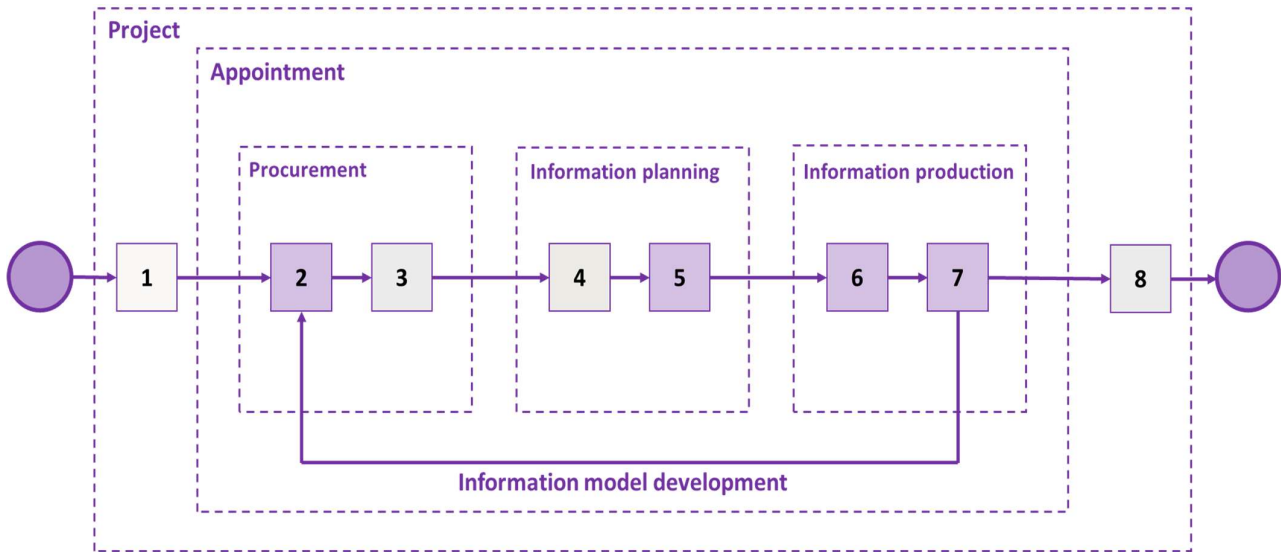 Project
Appointment
Procurement
Information planning
Information production
1
2
3
4
5
6
7
8
Information model development